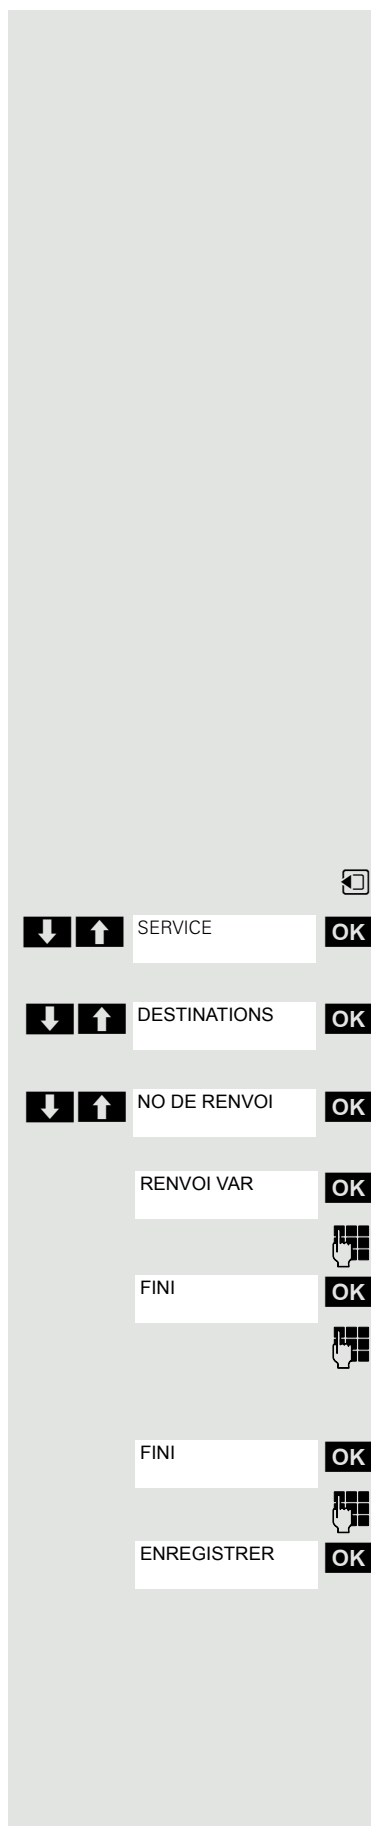 SERVICE OK
DESTINATIONS OK
NO DE RENVOI OK
RENVOI VAR OK
FINI OK
FINI OK
ENREGISTRER OK